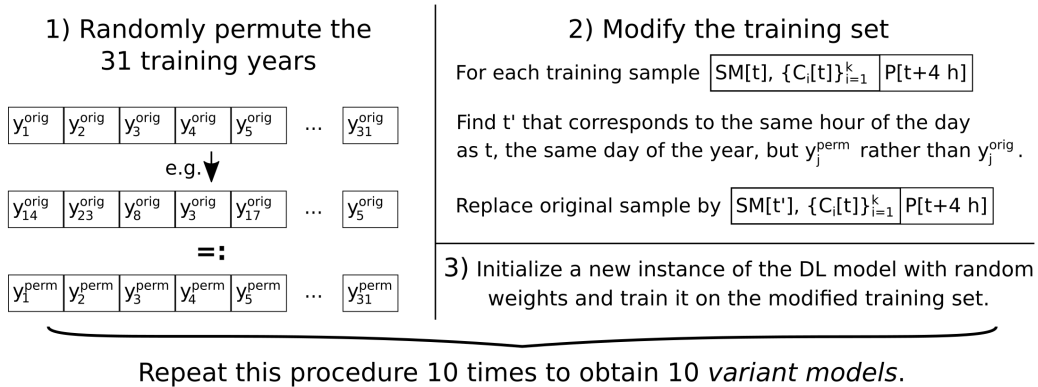 1) Randomly permute the
31 training years
y₁ᵒʳⁱᵍ y₂ᵒʳⁱᵍ y₃ᵒʳⁱᵍ y₄ᵒʳⁱᵍ y₅ᵒʳⁱᵍ ... y₃₁ᵒʳⁱᵍ
e.g.
y₁₄ᵒʳⁱᵍ y₂₃ᵒʳⁱᵍ y₈ᵒʳⁱᵍ y₃ᵒʳⁱᵍ y₁₇ᵒʳⁱᵍ ... y₅ᵒʳⁱᵍ
=:
y₁ᵖᵉʳᵐ y₂ᵖᵉʳᵐ y₃ᵖᵉʳᵐ y₄ᵖᵉʳᵐ y₅ᵖᵉʳᵐ ... y₃₁ᵖᵉʳᵐ
2) Modify the training set
For each training sample SM[t], {Cᵢ[t]}ᵢ₌₁ᵏ P[t+4 h]
Find t' that corresponds to the same hour of the day
as t, the same day of the year, but yⱼᵖᵉʳᵐ rather than yⱼᵒʳⁱᵍ.
Replace original sample by SM[t'], {Cᵢ[t]}ᵢ₌₁ᵏ P[t+4 h]
3) Initialize a new instance of the DL model with random
weights and train it on the modified training set.
Repeat this procedure 10 times to obtain 10 variant models.